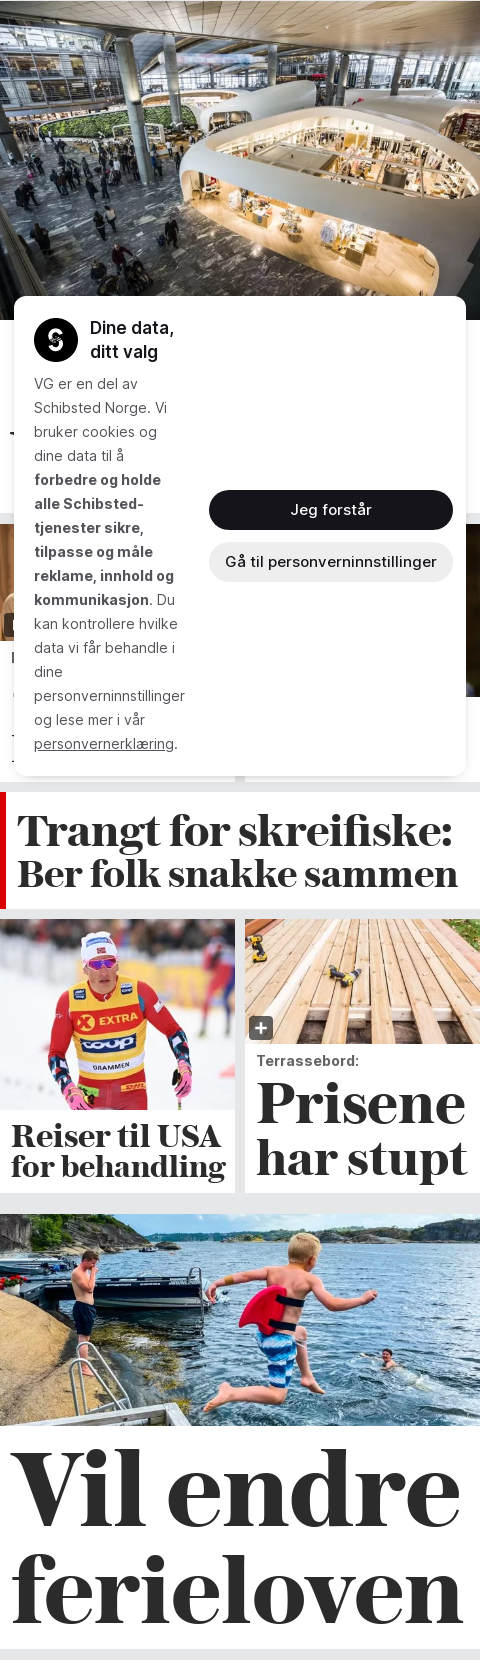 Dine data,
ditt valg
VG er en del av
Schibsted Norge. Vi
bruker cookies og
dine data til å
forbedre og holde
alle Schibsted-
tjenester sikre,
tilpasse og måle
reklame, innhold og
kommunikasjon. Du
kan kontrollere hvilke
data vi får behandle i
dine
personverninnstillinger
og lese mer i vår
personvernerklæring.
Jeg forstår
Gå til personverninnstillinger
Trangt for skreifiske:
Ber folk snakke sammen
EXTRA
coop
DRAMMEN
Reiser til USA
for behandling
Terrassebord:
Prisene
har stupt
Vil endre
ferieloven